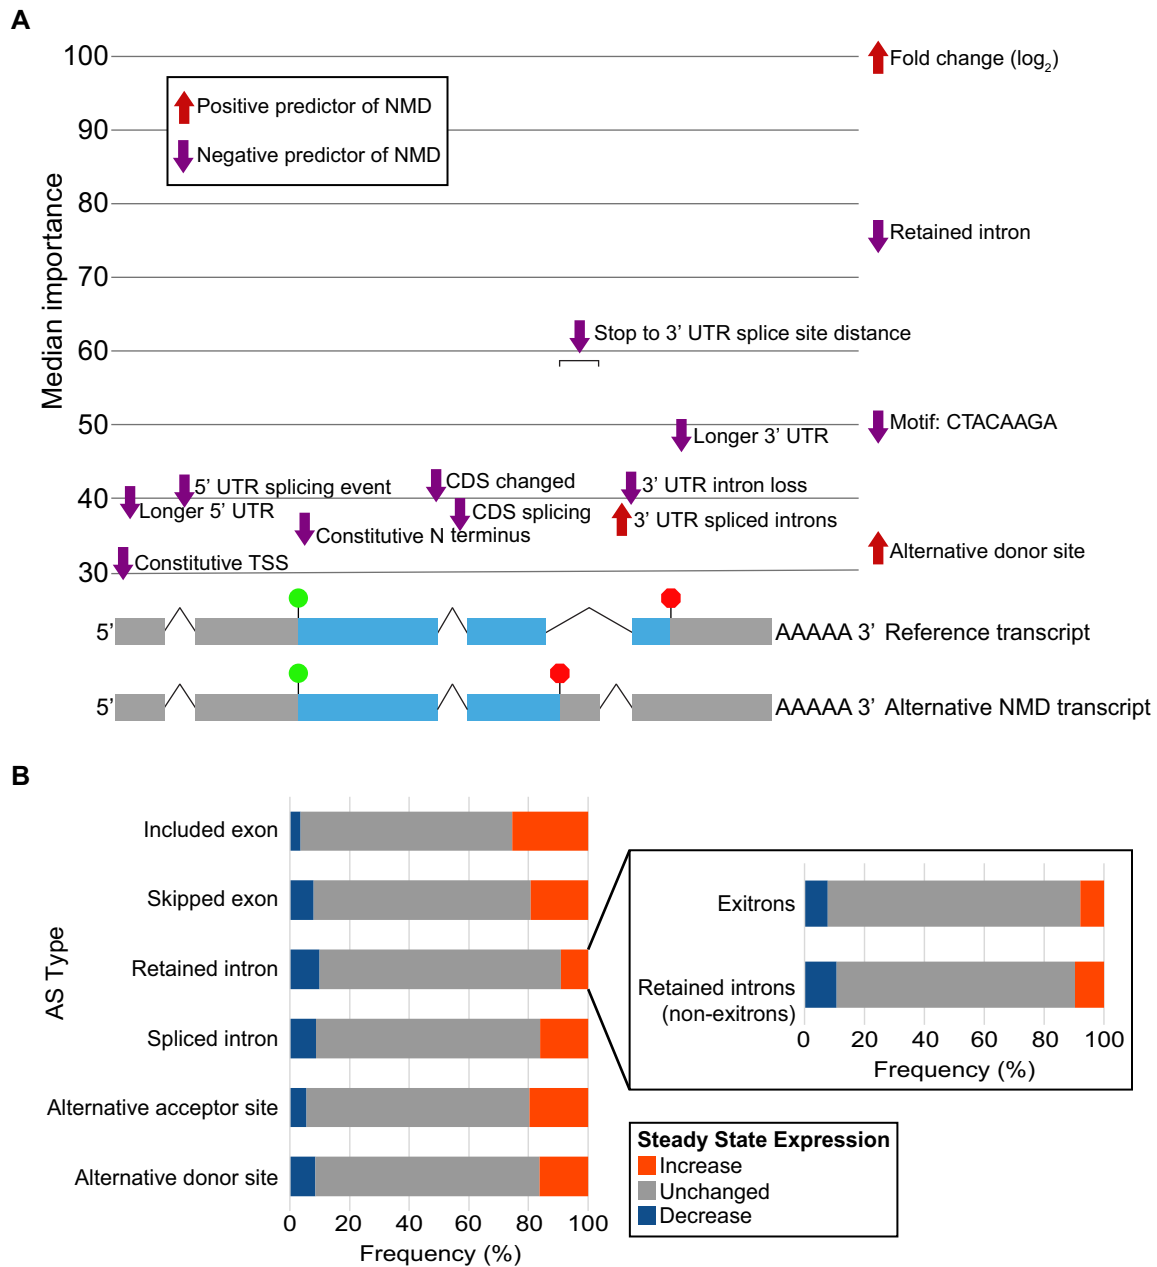 A
Median importance
100
90
80
70
60
50
40
30
Positive predictor of NMD
Negative predictor of NMD
Fold change (log2)
Retained intron
Stop to 3’ UTR splice site distance
Motif: CTACAAGA
Longer 3’ UTR
5’ UTR splicing event
CDS changed
3’ UTR intron loss
Longer 5’ UTR
CDS splicing
3’ UTR spliced introns
Constitutive N terminus
Alternative donor site
Constitutive TSS
5’ AAAAA 3’ Reference transcript
5’ AAAAA 3’ Alternative NMD transcript
B
AS Type
Included exon
Skipped exon
Retained intron
Spliced intron
Alternative acceptor site
Alternative donor site
0 20 40 60 80 100
Frequency (%)
Exitrons
Retained introns
(non-exitrons)
0 20 40 60 80 100
Frequency (%)
Steady State Expression
Increase
Unchanged
Decrease